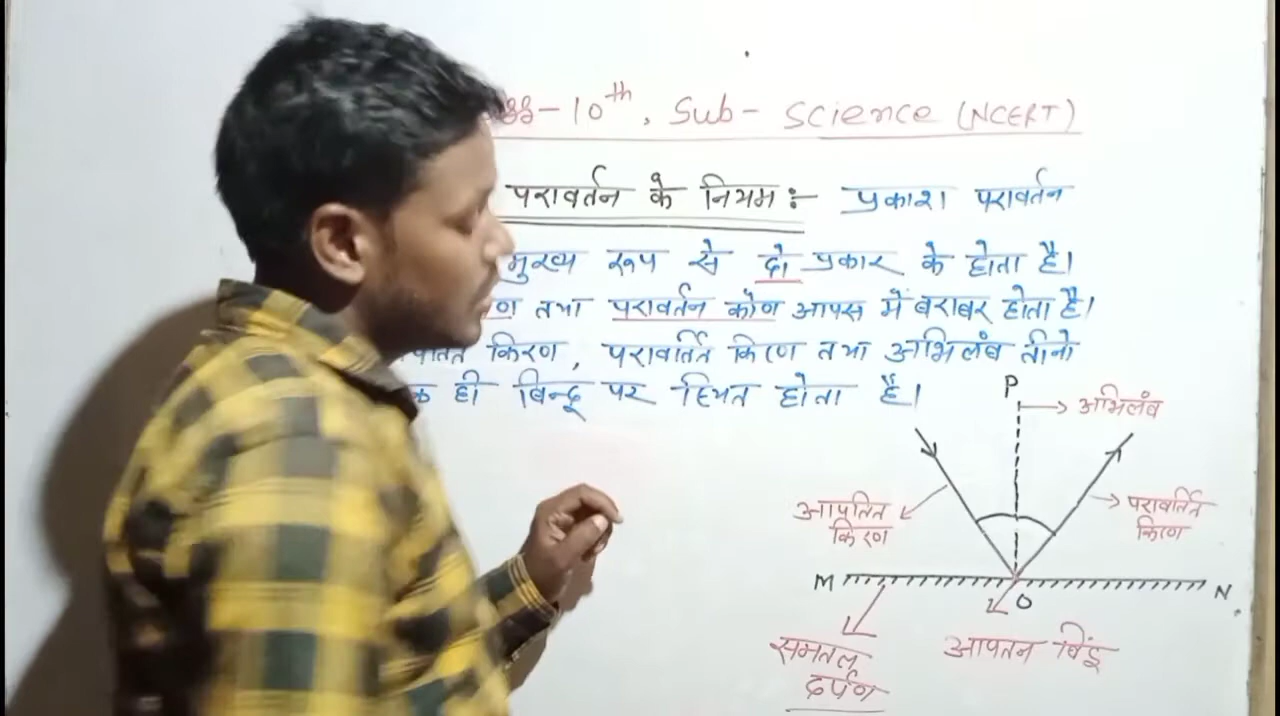 -10th, Sub- Science (NCERT)
परावर्तन के नियम:- प्रकाश परावर्तन
मुख्य रूप से दो प्रकार के होता है।
तथा परावर्तन कोण आपस में बराबर होता है।
किरण, परावर्तित किरण तथा अभिलंब तीनो
ही बिन्दू पर स्थित होता है।
P
अभिलंब
आपतित
किरण
परावर्तित
किरण
M
O
N
समतल
दर्पण
आपतन बिंदू